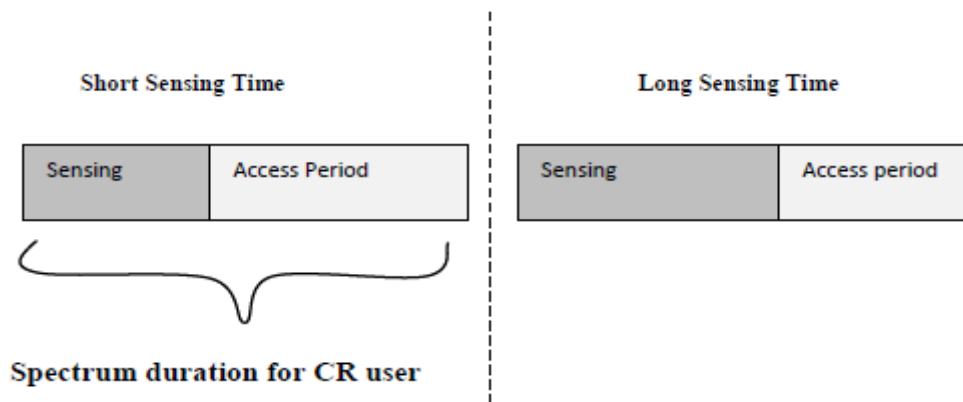 Short Sensing Time
Sensing
Access Period
Spectrum duration for CR user
Long Sensing Time
Sensing
Access period